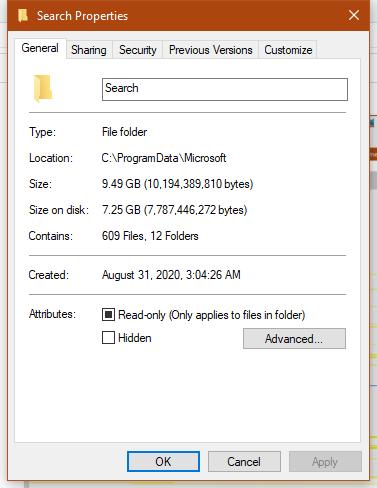 Search Properties
General Sharing Security Previous Versions Customize
Search
Type: File folder
Location: C:\ProgramData\Microsoft
Size: 9.49 GB (10,194,389,810 bytes)
Size on disk: 7.25 GB (7,787,446,272 bytes)
Contains: 609 Files, 12 Folders
Created: August 31, 2020, 3:04:26 AM
Attributes: Read-only (Only applies to files in folder)
Hidden Advanced...
OK Cancel Apply